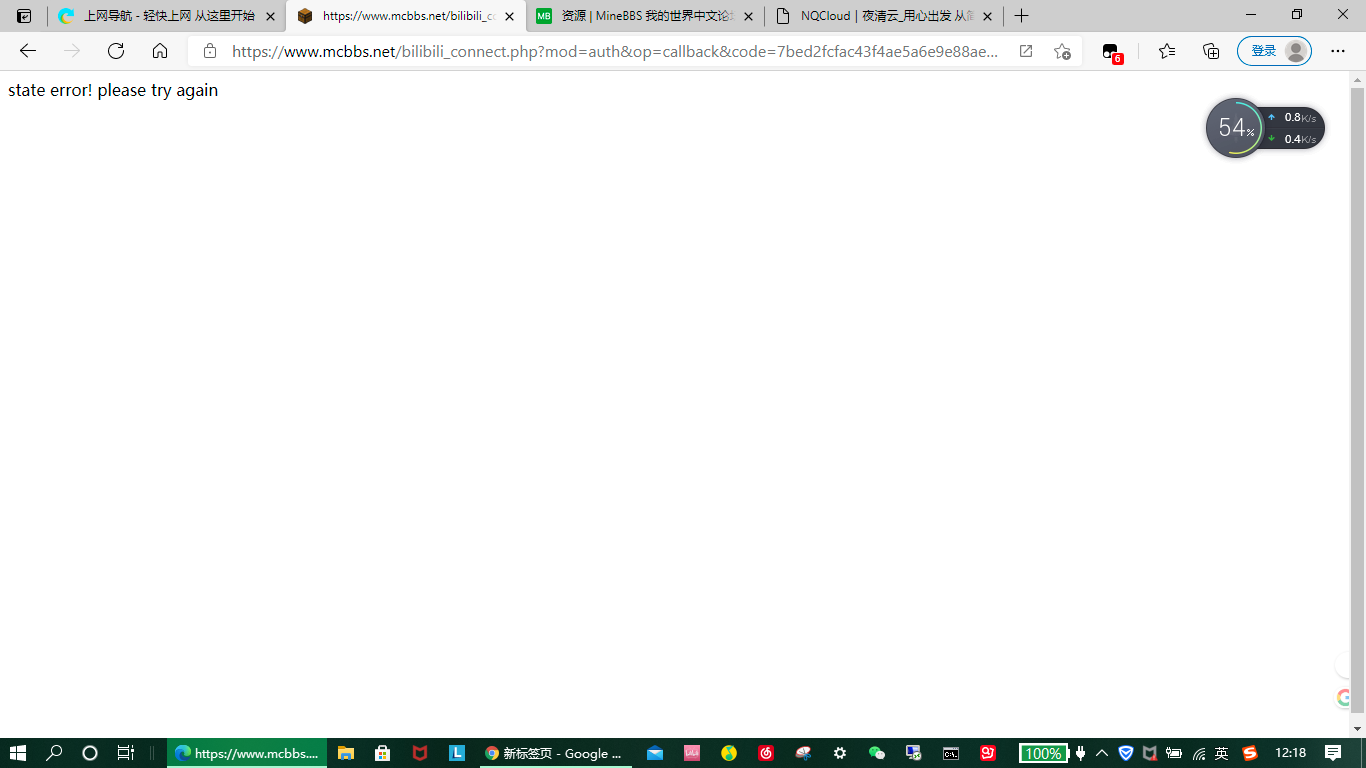 上网导航 - 轻快上网 从这里开始
https://www.mcbbs.net/bilibili_cc
MB 资源 | MineBBS 我的世界中文论坛
NQCloud | 夜清云_用心出发 从
https://www.mcbbs.net/bilibili_connect.php?mod=auth&op=callback&code=7bed2fcfac43f4ae5a6e9e88ae...
6
登录
state error! please try again
54%
0.8K/s
0.4K/s
https://www.mcbbs....
L
新标签页 - Google ...
100%
英
12:18